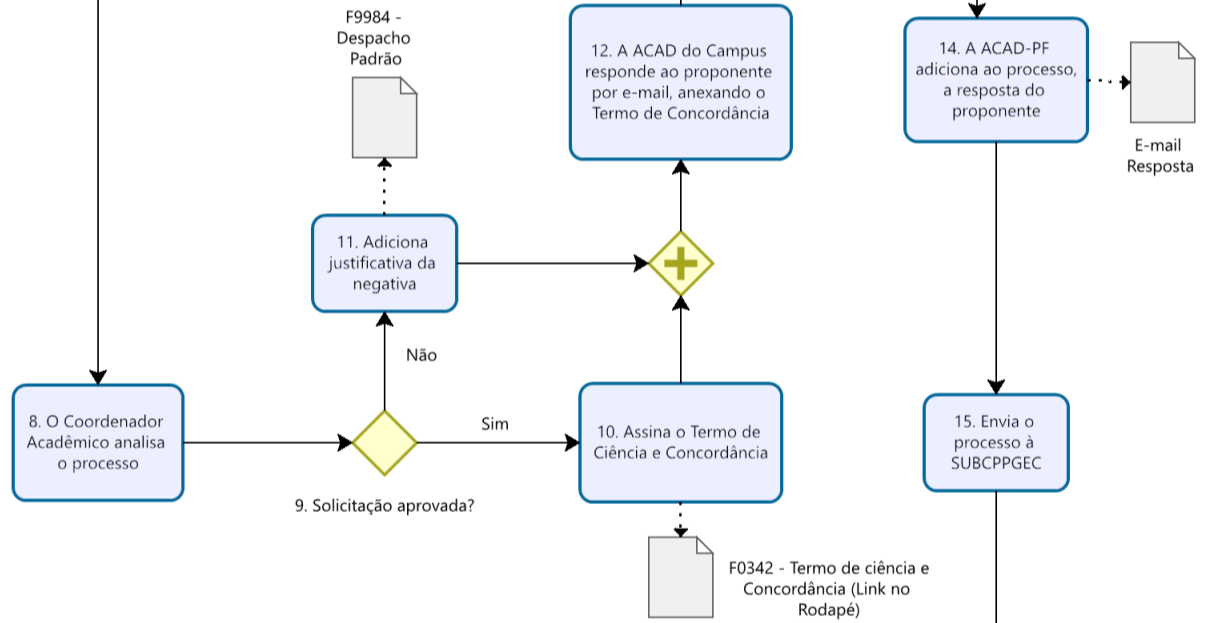 F9984 -
Despacho
Padrão
12. A ACAD do Campus
responde ao proponente
por e-mail, anexando o
Termo de Concordância
14. A ACAD-PF
adiciona ao processo,
a resposta do
proponente
E-mail
Resposta
11. Adiciona
justificativa da
negativa
Não
8. O Coordenador
Acadêmico analisa
o processo
Sim
9. Solicitação aprovada?
10. Assina o Termo de
Ciência e Concordância
15. Envia o
processo à
SUBCPPGEC
F0342 - Termo de ciência e
Concordância (Link no
Rodapé)